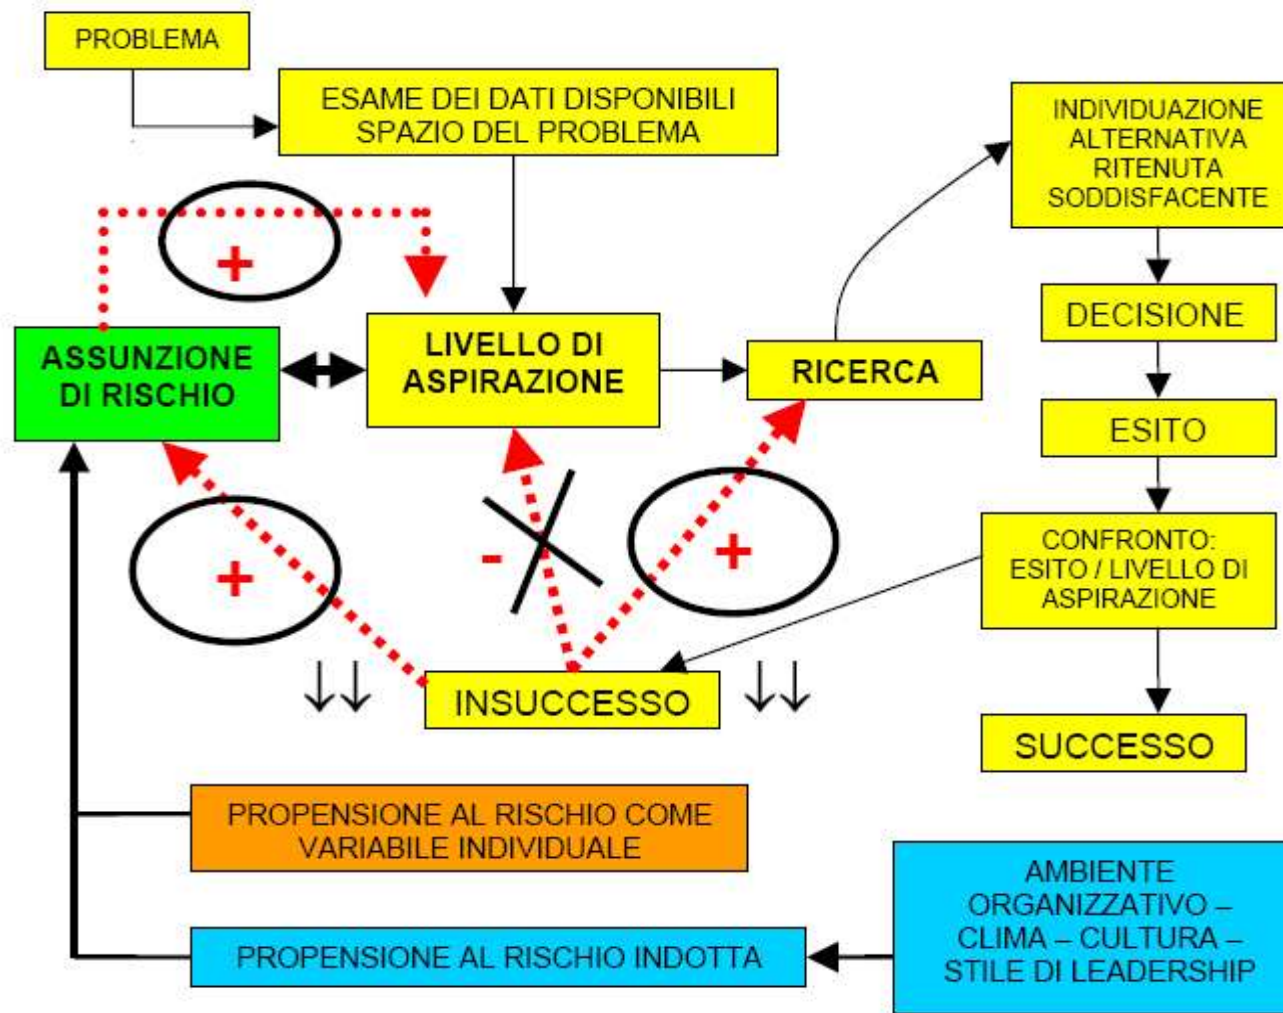 PROBLEMA
ESAME DEI DATI DISPONIBILI
SPAZIO DEL PROBLEMA
INDIVIDUAZIONE
ALTERNATIVA
RITENUTA
SODDISFACENTE
+
ASSUNZIONE
DI RISCHIO
LIVELLO DI
ASPIRAZIONE
RICERCA
DECISIONE
ESITO
CONFRONTO:
ESITO / LIVELLO DI
ASPIRAZIONE
+
-
+
↓↓
INSUCCESSO
↓↓
SUCCESSO
PROPENSIONE AL RISCHIO COME
VARIABILE INDIVIDUALE
PROPENSIONE AL RISCHIO INDOTTA
AMBIENTE
ORGANIZZATIVO –
CLIMA – CULTURA –
STILE DI LEADERSHIP